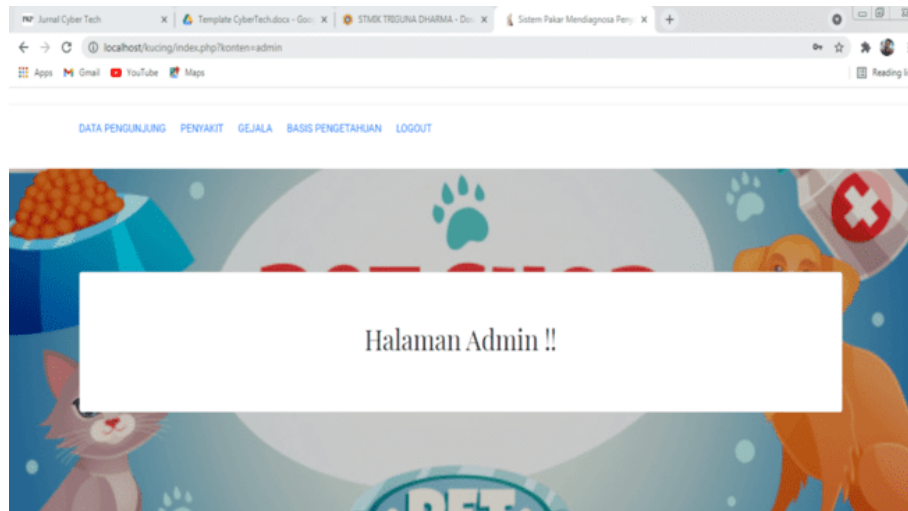 Jurnal Cyber Tech
Template CyberTech.docx - Goo
STMIK TRIGUNA DHARMA - Do
Sistem Pakar Mendiagnosa Peny
localhost/kucing/index.php?konten=admin
Apps Gmail YouTube Maps Reading li
DATA PENGUNJUNG PENYAKIT GEJALA BASIS PENGETAHUAN LOGOUT
Halaman Admin !!
PET